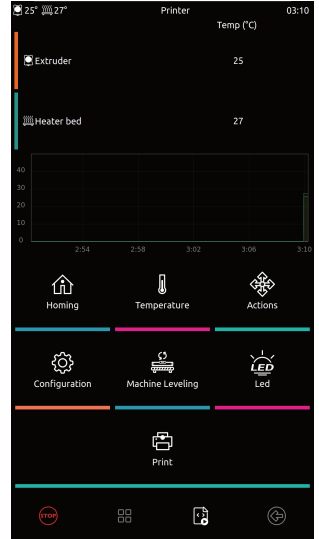 25° 27° Printer 03:10
Temp (°C)
Extruder 25
Heater bed 27
40
30
20
10
0
2:54 2:58 3:02 3:06 3:10
Homing Temperature Actions
LED
Configuration Machine Leveling Led
Print
STOP